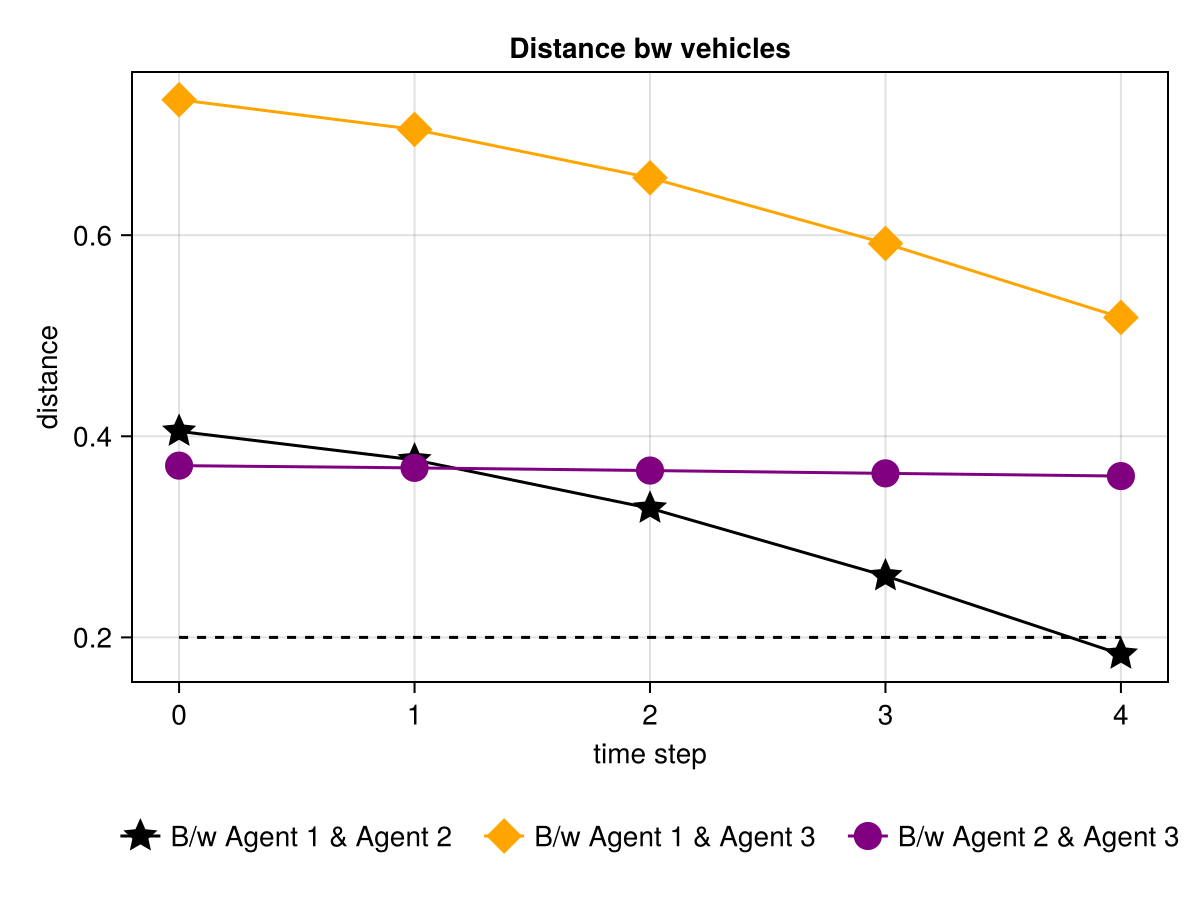 Distance bw vehicles
distance
0.6
0.4
0.2
0 1 2 3 4
time step
B/w Agent 1 & Agent 2 B/w Agent 1 & Agent 3 B/w Agent 2 & Agent 3